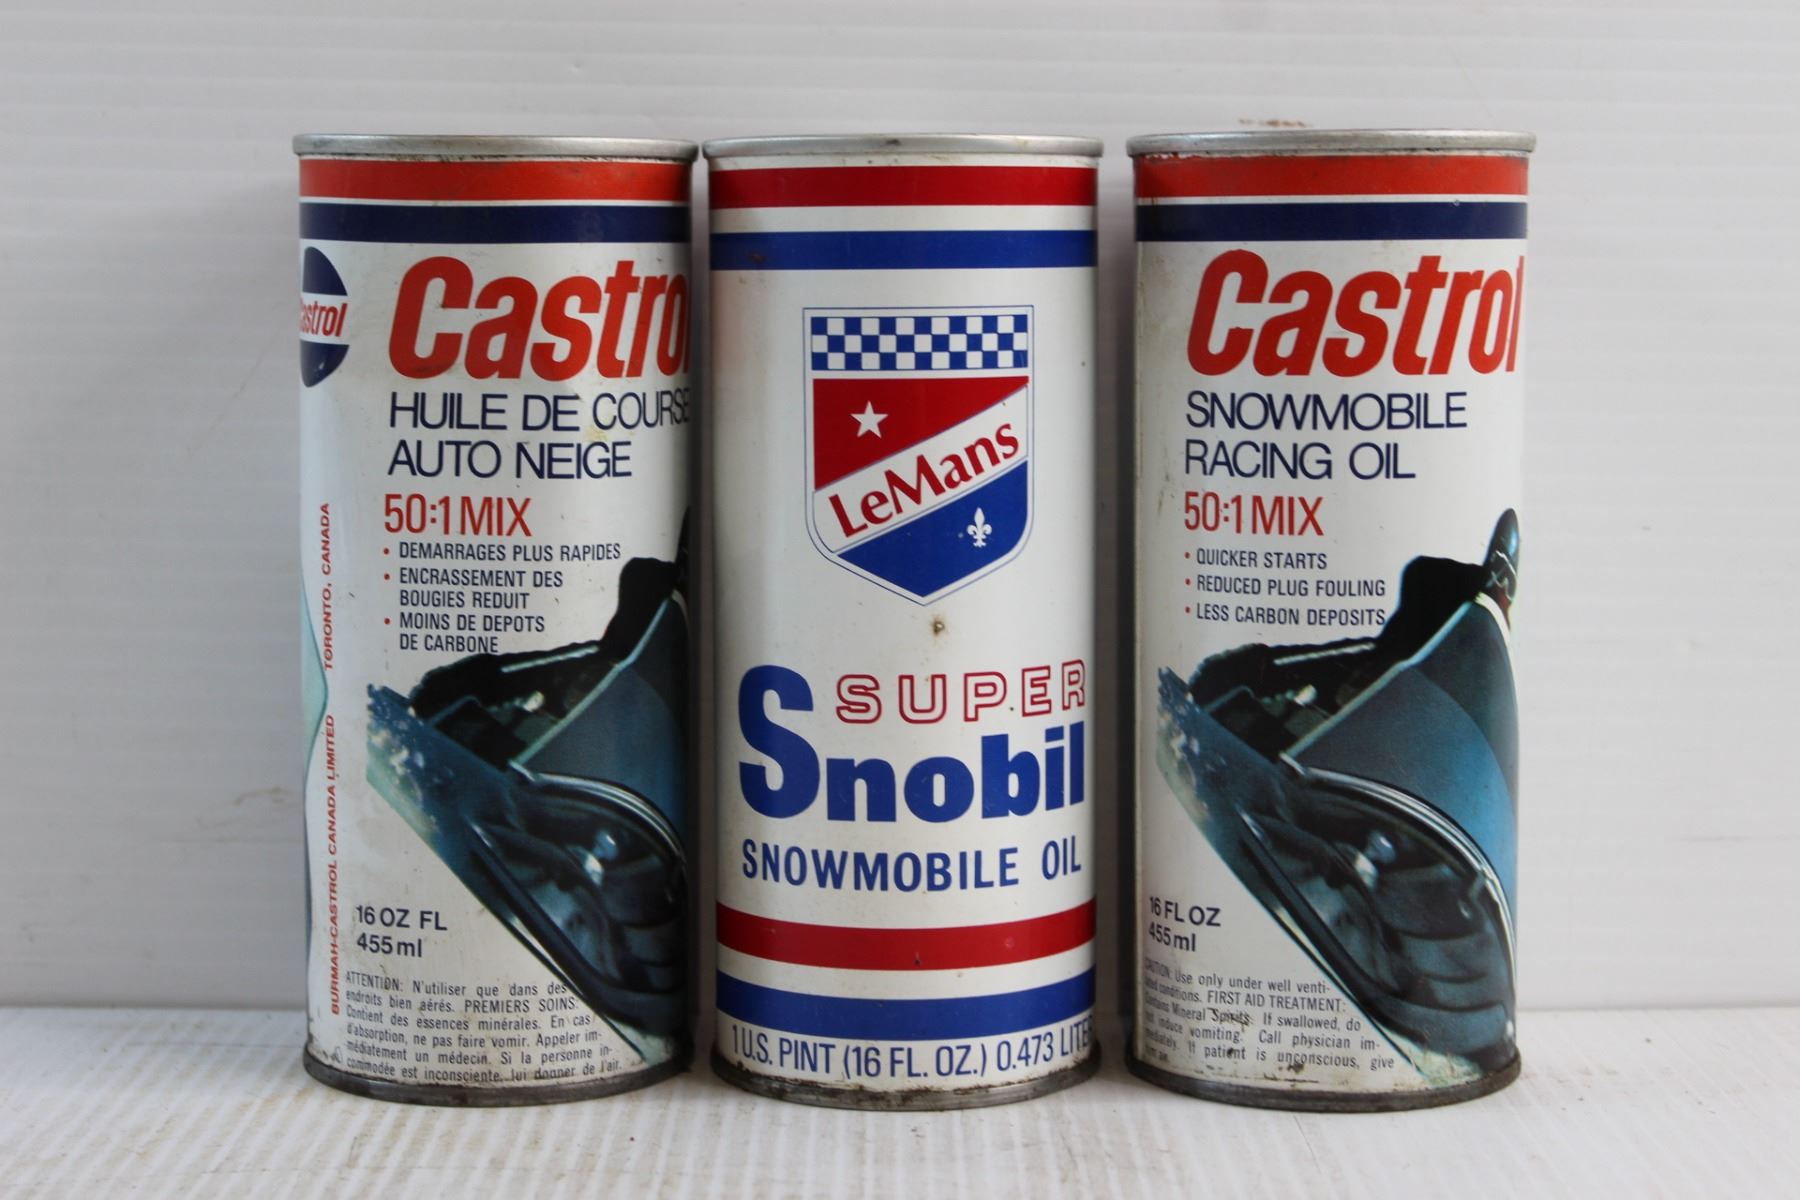 Castrol
Castrol
HUILE DE COURSE
AUTO NEIGE
50:1 MIX
• DEMARRAGES PLUS RAPIDES
• ENCRASSEMENT DES
BOUGIES REDUIT
• MOINS DE DEPOTS
DE CARBONE
BURMAH-CASTROL CANADA LIMITED TORONTO, CANADA
16 OZ FL
455 ml
ATTENTION: N'utiliser que dans des
endroits bien aérés. PREMIERS SOINS:
Contient des essences minérales. En cas
d'absorption, ne pas faire vomir. Appeler im-
médiatement un médecin. Si la personne in-
commodée est inconsciente, lui donner de l'air.
LeMans
SUPER
Snobil
SNOWMOBILE OIL
1 U.S. PINT (16 FL. OZ.) 0.473 LITER
Castrol
SNOWMOBILE
RACING OIL
50:1 MIX
• QUICKER STARTS
• REDUCED PLUG FOULING
• LESS CARBON DEPOSITS
16 FL OZ
455 ml
CAUTION: Use only under well venti-
lated conditions. FIRST AID TREATMENT:
Contains Mineral Spirits. If swallowed, do
not induce vomiting. Call physician im-
mediately. If patient is unconscious, give
air.